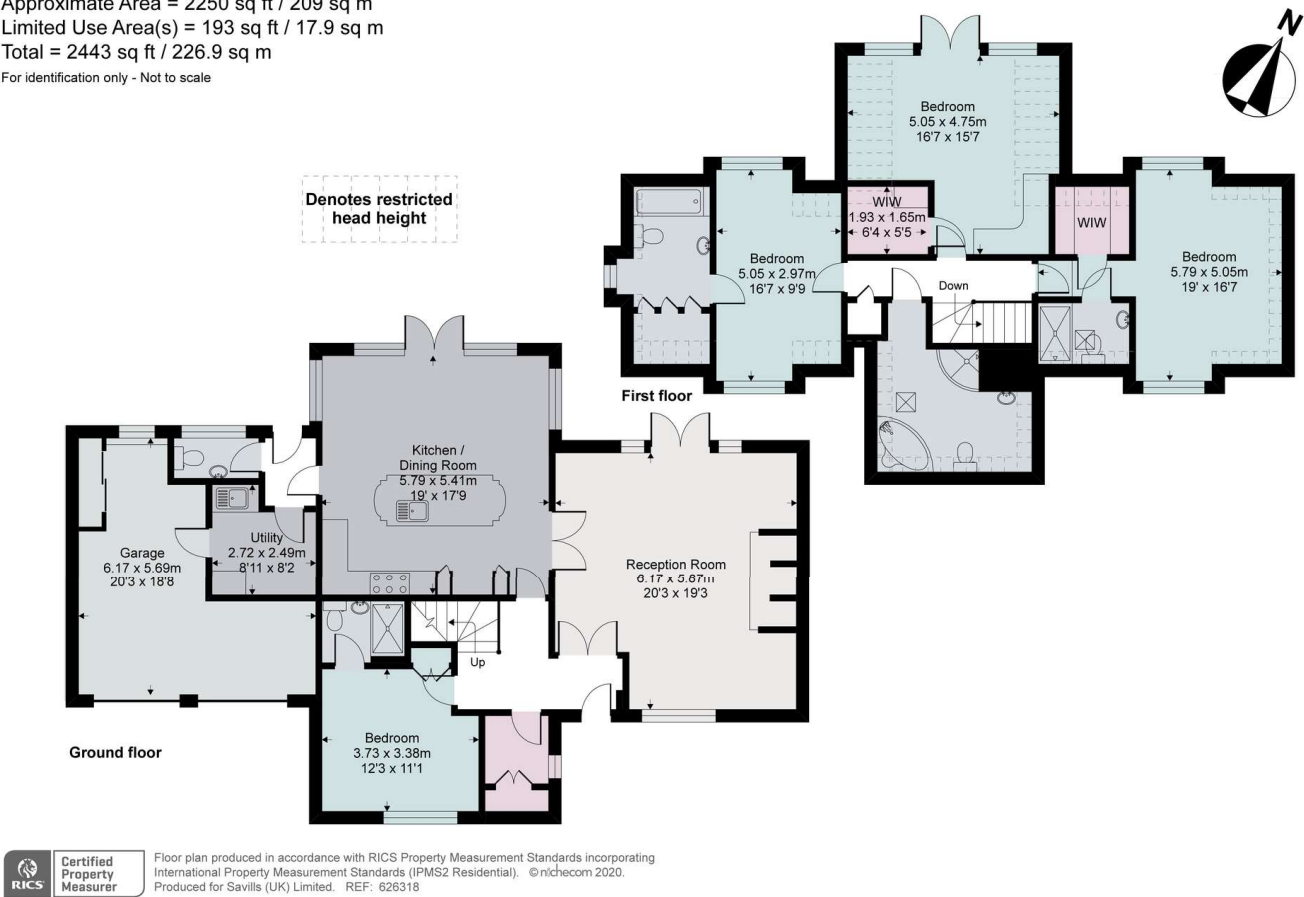 Approximate Area = 2250 sq ft / 209 sq m
Limited Use Area(s) = 193 sq ft / 17.9 sq m
Total = 2443 sq ft / 226.9 sq m
For identification only - Not to scale
N
Denotes restricted
head height
Bedroom
5.05 x 4.75m
16'7 x 15'7
WIW
1.93 x 1.65m
6'4 x 5'5
WIW
Bedroom
5.05 x 2.97m
16'7 x 9'9
Bedroom
5.79 x 5.05m
19' x 16'7
Down
First floor
Kitchen /
Dining Room
5.79 x 5.41m
19' x 17'9
Utility
2.72 x 2.49m
8'11 x 8'2
Garage
6.17 x 5.69m
20'3 x 18'8
Reception Room
6.17 x 5.87m
20'3 x 19'3
Up
Bedroom
3.73 x 3.38m
12'3 x 11'1
Ground floor
RICS
Certified
Property
Measurer
Floor plan produced in accordance with RICS Property Measurement Standards incorporating
International Property Measurement Standards (IPMS2 Residential). © nichecom 2020.
Produced for Savills (UK) Limited. REF: 626318